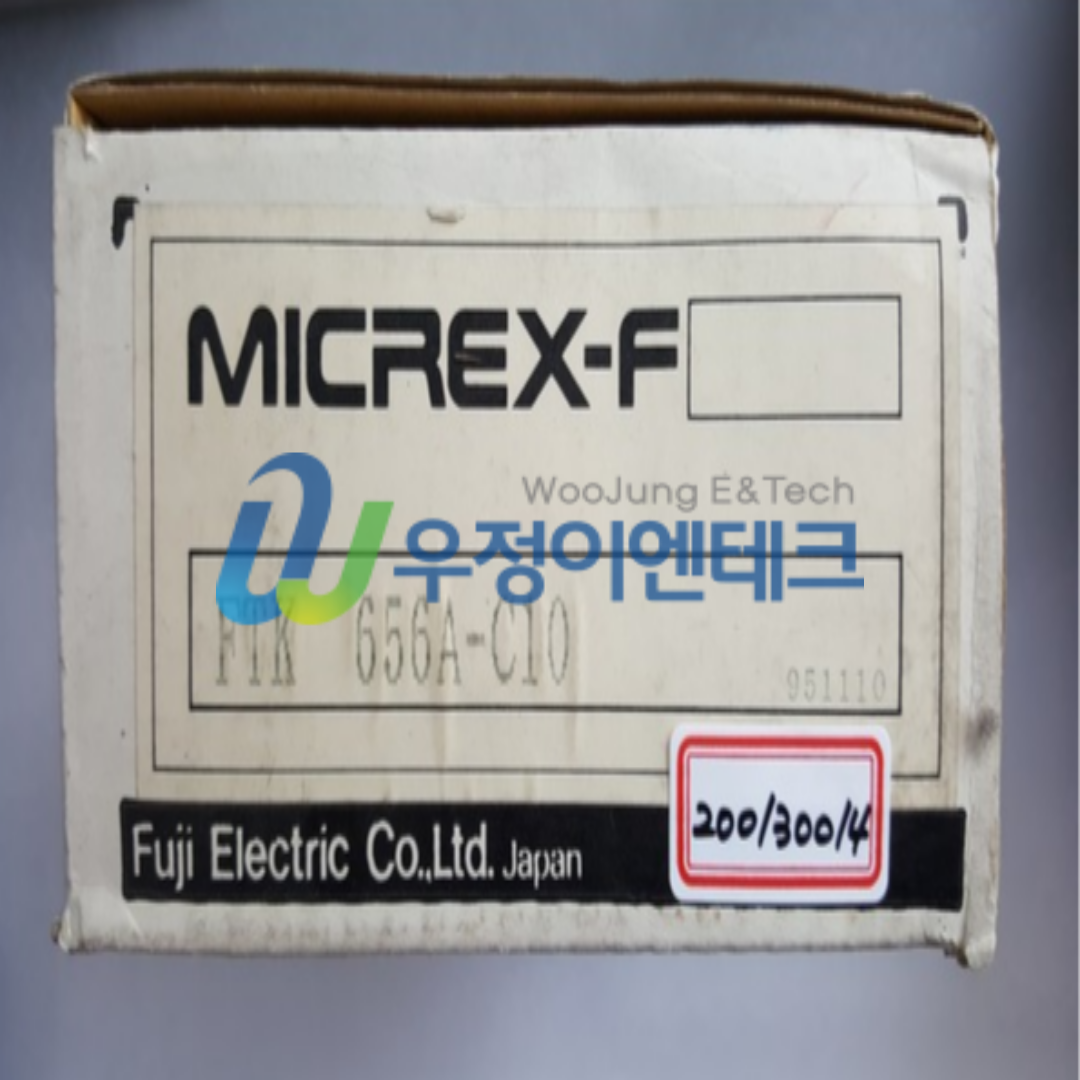 MICREX-F
WooJung E&Tech
우정이엔테크
FTK 656A-C10
951110
200/300/4
Fuji Electric Co.,Ltd. Japan